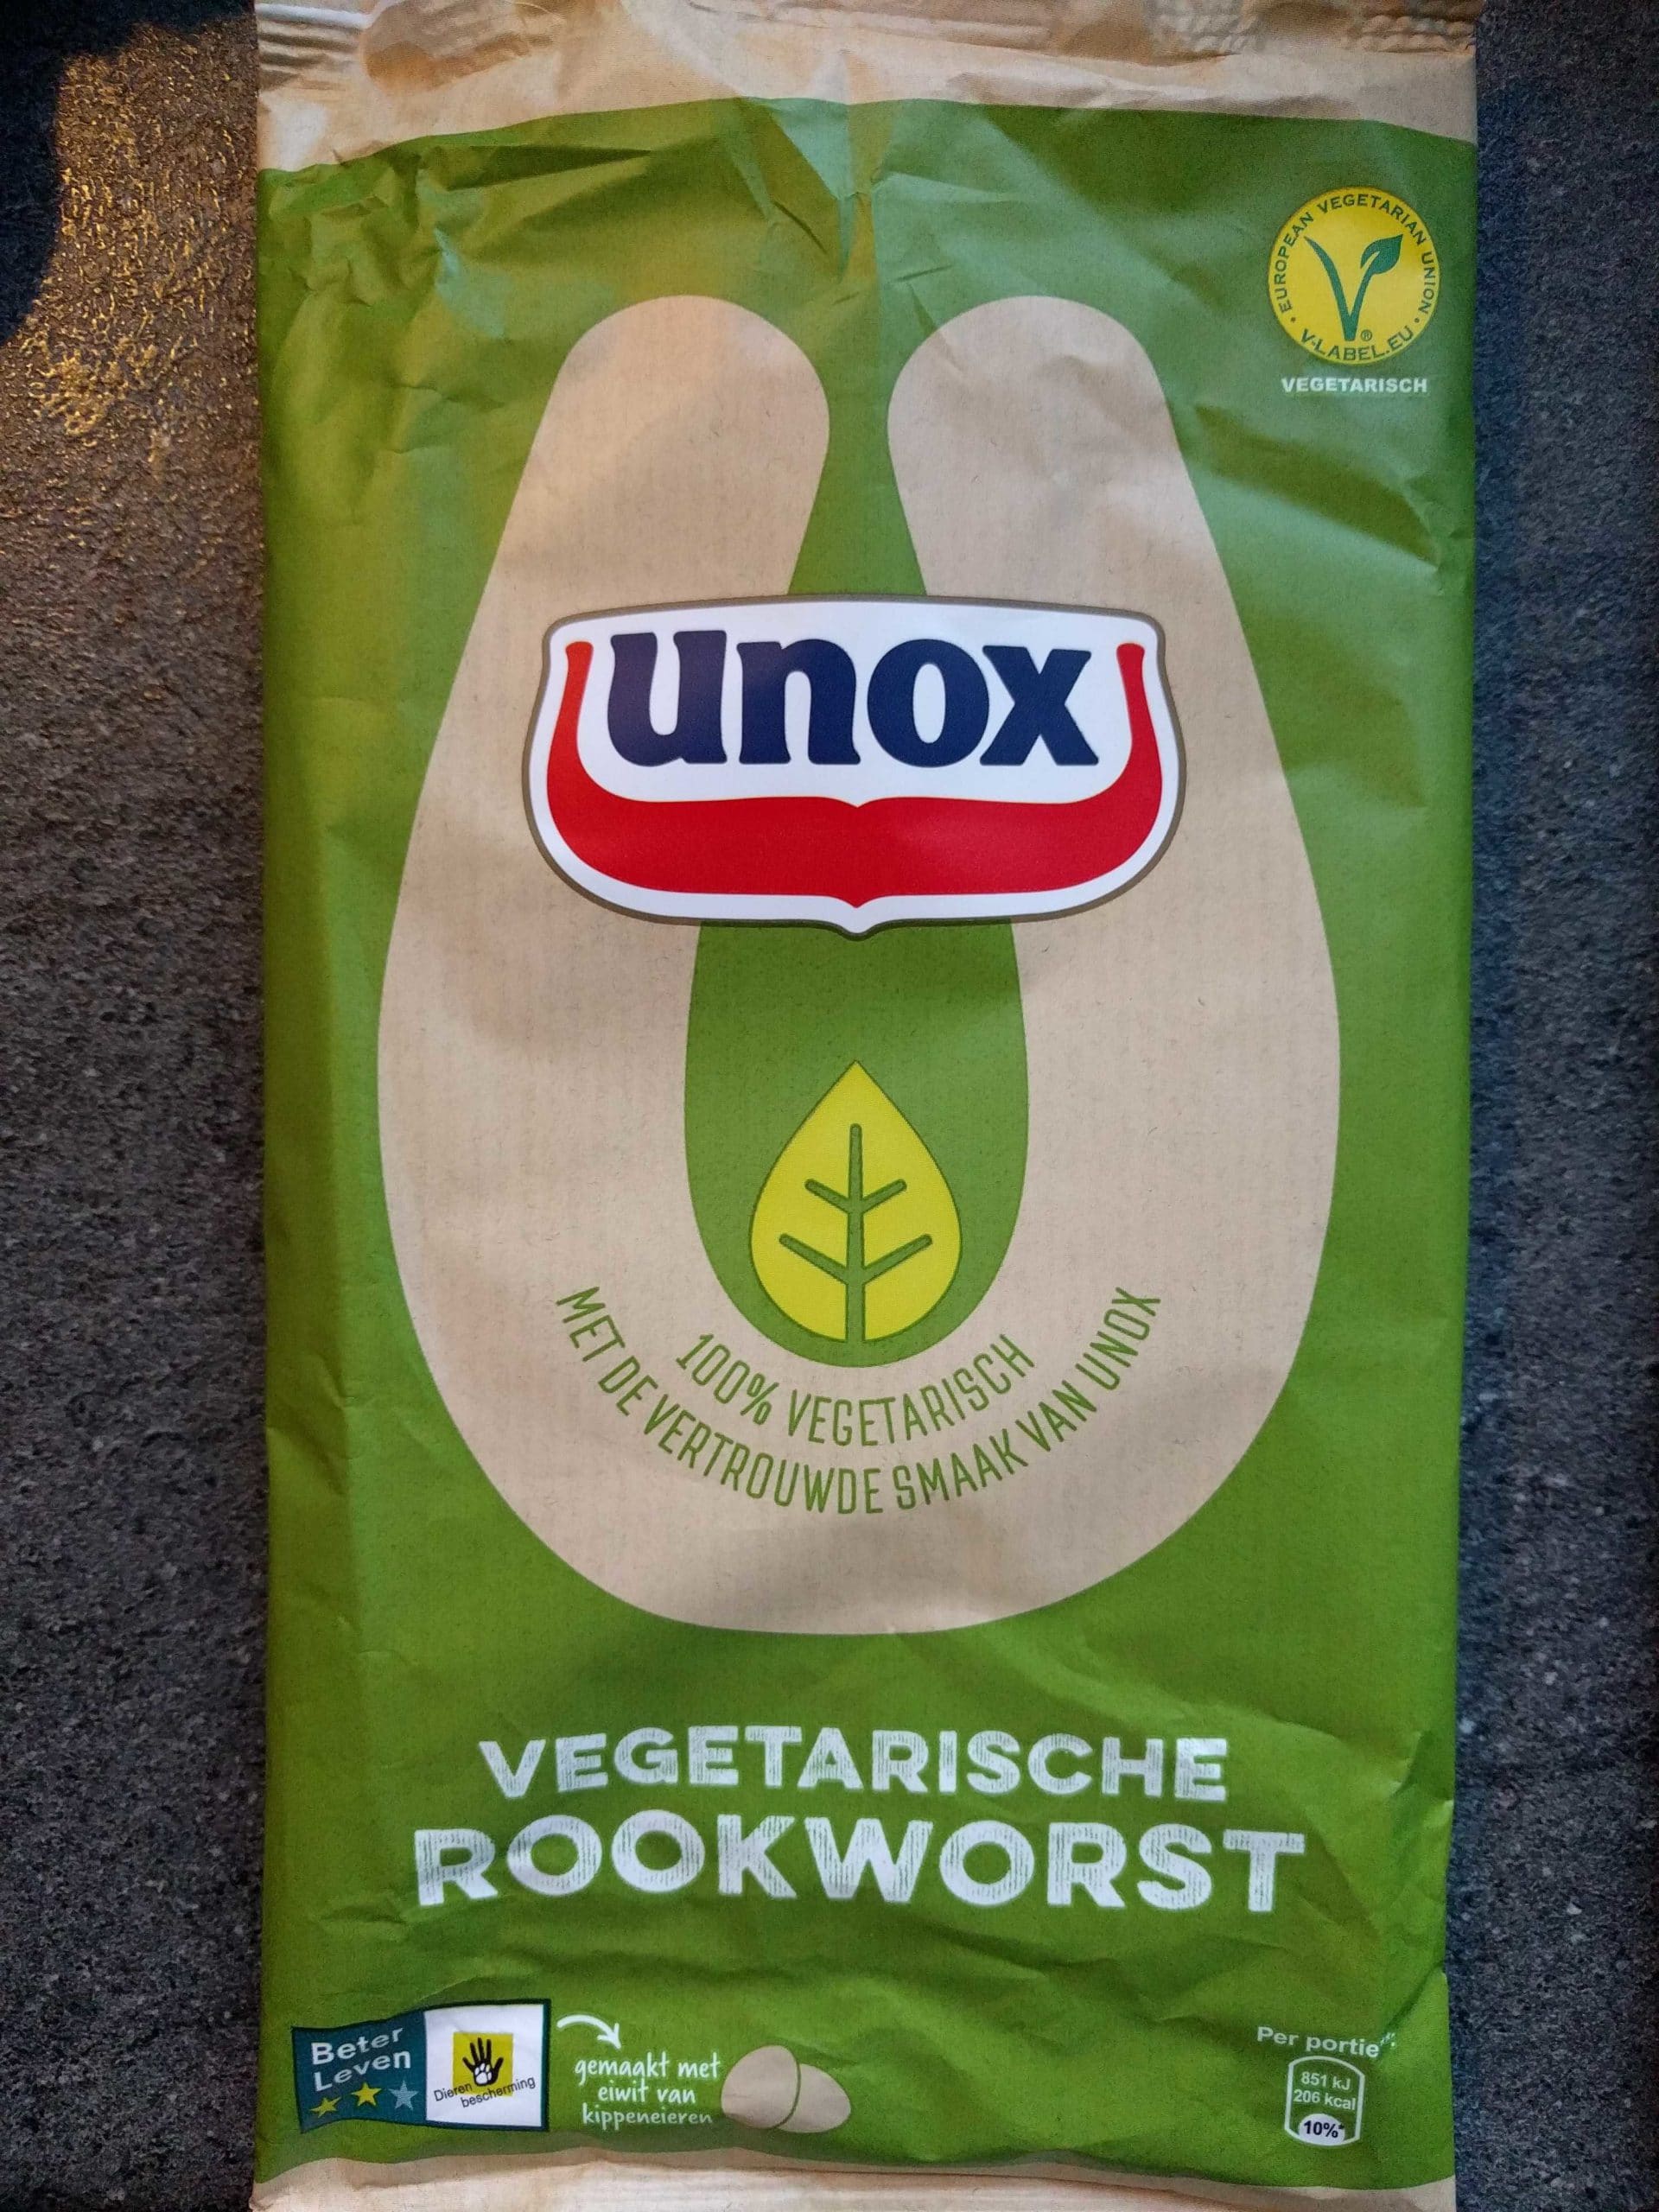 EUROPEAN VEGETARIAN UNION
V-LABEL.EU ®
VEGETARISCH
unox
100% VEGETARISCH
MET DE VERTROUWDE SMAAK VAN UNOX
VEGETARISCHE
ROOKWORST
Beter
Leven
Dieren
bescherming
gemaakt met
eiwit van
kippeneieren
Per portie
851 kJ
206 kcal
10%*